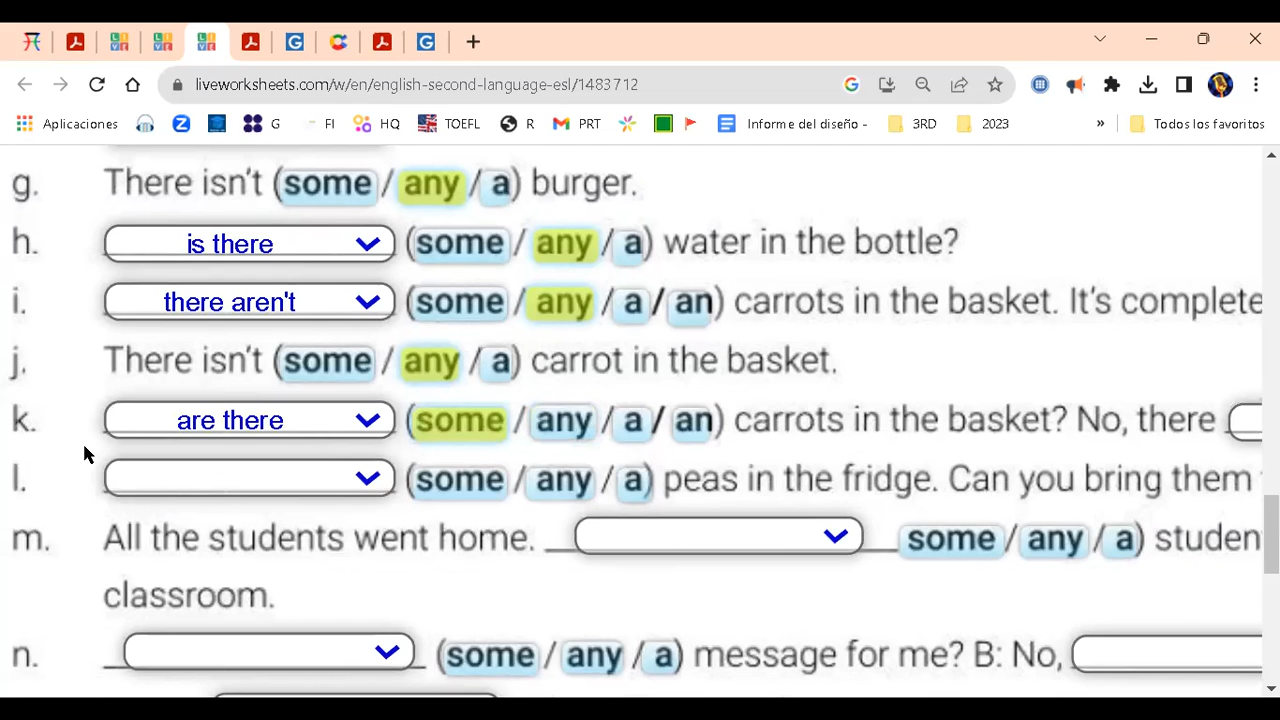 liveworksheets.com/w/en/english-second-language-esl/1483712
Aplicaciones G FI HQ TOEFL R PRT Informe del diseño - 3RD 2023 » Todos los favoritos
g. There isn't (some / any / a) burger.
h. is there (some / any / a) water in the bottle?
i. there aren't (some / any / a / an) carrots in the basket. It's complete
j. There isn't (some / any / a) carrot in the basket.
k. are there (some / any / a / an) carrots in the basket? No, there
l. (some / any / a) peas in the fridge. Can you bring them
m. All the students went home. some / any / a) studen
classroom.
n. (some / any / a) message for me? B: No,